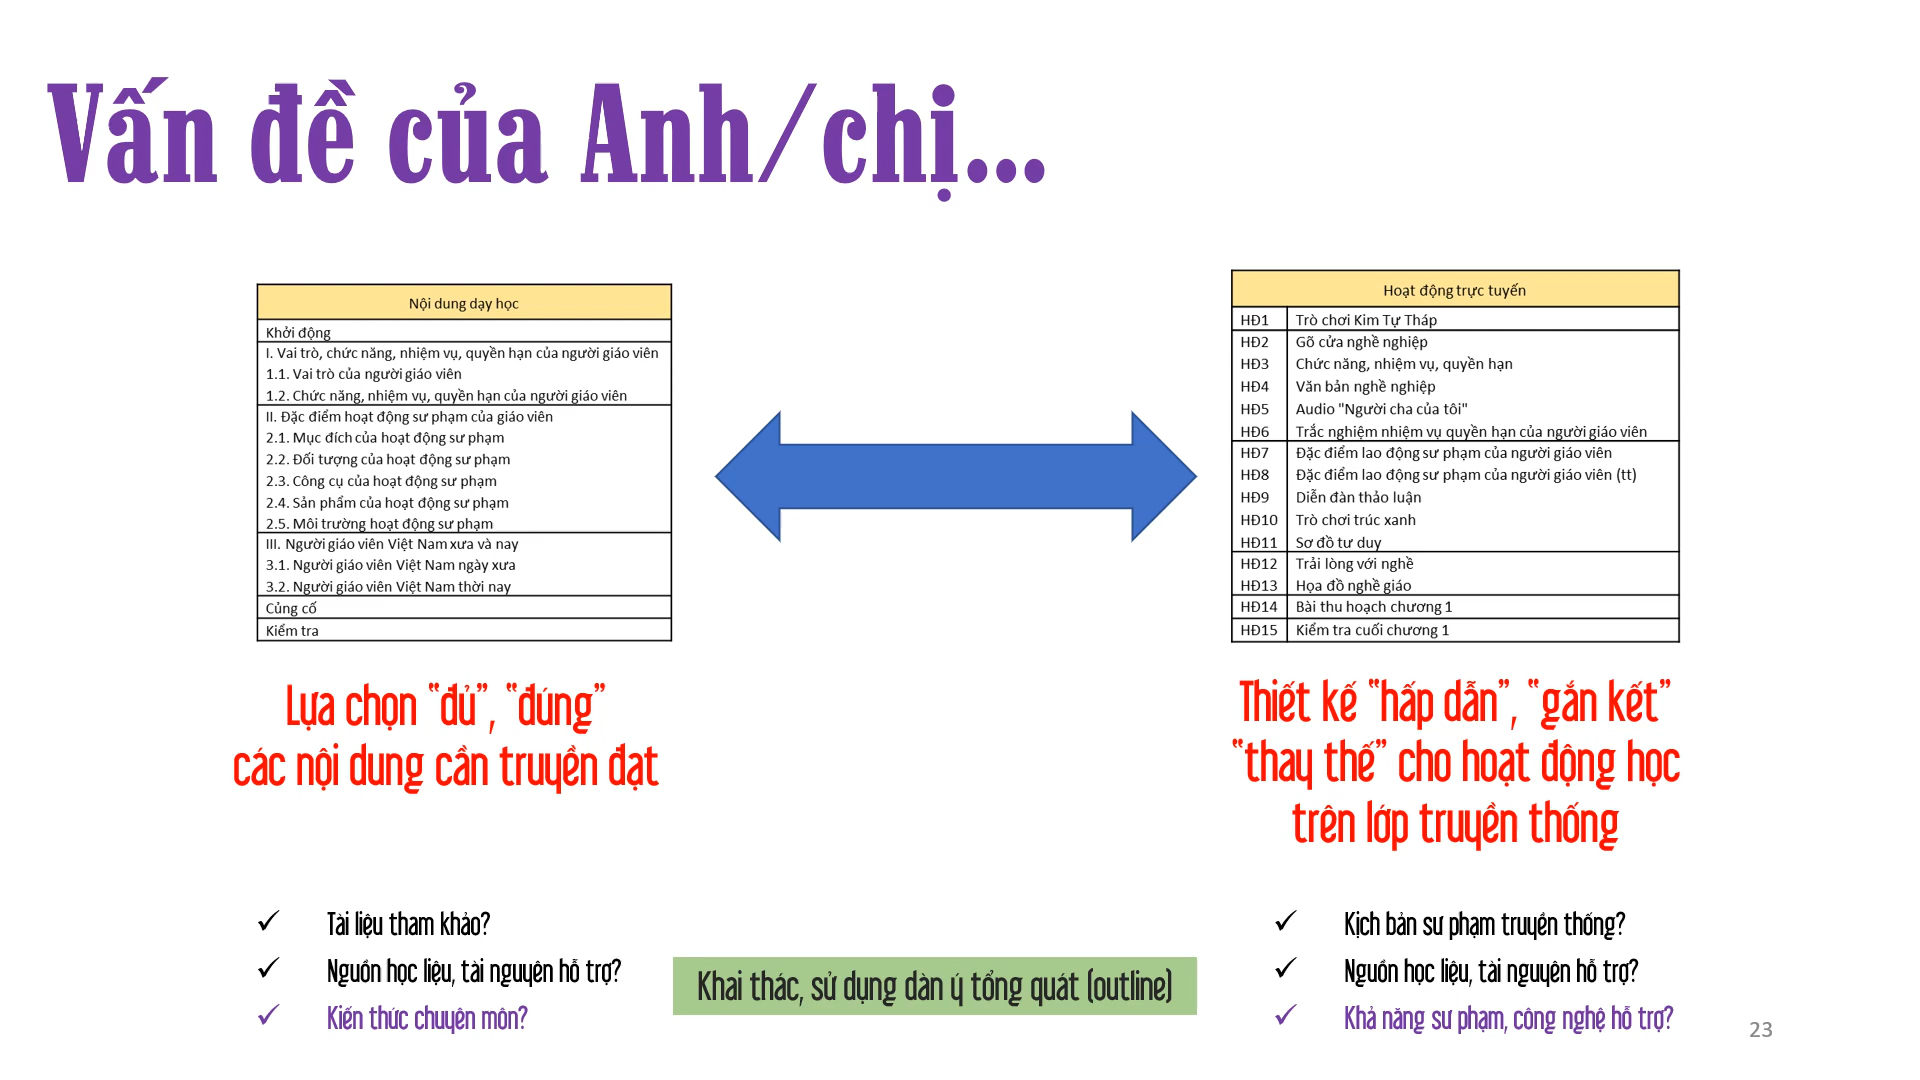 Vấn đề của Anh/chị...
Nội dung dạy học
Khởi động
I. Vai trò, chức năng, nhiệm vụ, quyền hạn của người giáo viên
1.1. Vai trò của người giáo viên
1.2. Chức năng, nhiệm vụ, quyền hạn của người giáo viên
II. Đặc điểm hoạt động sư phạm của giáo viên
2.1. Mục đích của hoạt động sư phạm
2.2. Đối tượng của hoạt động sư phạm
2.3. Công cụ của hoạt động sư phạm
2.4. Sản phẩm của hoạt động sư phạm
2.5. Môi trường hoạt động sư phạm
III. Người giáo viên Việt Nam xưa và nay
3.1. Người giáo viên Việt Nam ngày xưa
3.2. Người giáo viên Việt Nam thời nay
Củng cố
Kiểm tra
Hoạt động trực tuyến
HĐ1 Trò chơi Kim Tự Tháp
HĐ2 Gõ cửa nghề nghiệp
HĐ3 Chức năng, nhiệm vụ, quyền hạn
HĐ4 Văn bản nghề nghiệp
HĐ5 Audio "Người cha của tôi"
HĐ6 Trắc nghiệm nhiệm vụ quyền hạn của người giáo viên
HĐ7 Đặc điểm lao động sư phạm của người giáo viên
HĐ8 Đặc điểm lao động sư phạm của người giáo viên (tt)
HĐ9 Diễn đàn thảo luận
HĐ10 Trò chơi trúc xanh
HĐ11 Sơ đồ tư duy
HĐ12 Trải lòng với nghề
HĐ13 Họa đồ nghề giáo
HĐ14 Bài thu hoạch chương 1
HĐ15 Kiểm tra cuối chương 1
Lựa chọn “đủ”, “đúng”
các nội dung cần truyền đạt
Thiết kế “hấp dẫn”, “gắn kết”
“thay thế” cho hoạt động học
trên lớp truyền thống
✓ Tài liệu tham khảo?
✓ Nguồn học liệu, tài nguyên hỗ trợ?
✓ Kiến thức chuyên môn?
Khai thác, sử dụng dàn ý tổng quát (outline)
✓ Kịch bản sư phạm truyền thống?
✓ Nguồn học liệu, tài nguyên hỗ trợ?
✓ Khả năng sư phạm, công nghệ hỗ trợ?
23